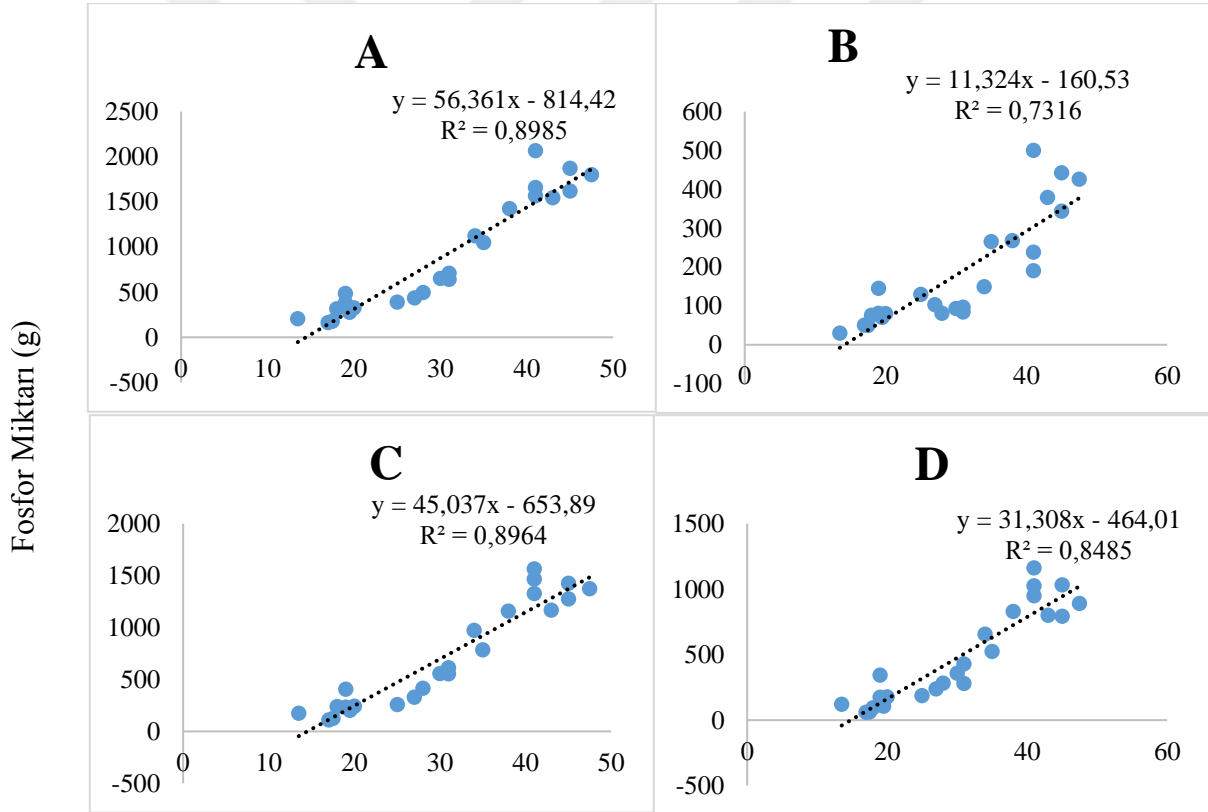 Fosfor Miktarı (g)
A
y = 56,361x - 814,42
R² = 0,8985
2500
2000
1500
1000
500
0
-500
0 10 20 30 40 50
B
y = 11,324x - 160,53
R² = 0,7316
600
500
400
300
200
100
0
-100
0 20 40 60
C
y = 45,037x - 653,89
R² = 0,8964
2000
1500
1000
500
0
-500
0 10 20 30 40 50
D
y = 31,308x - 464,01
R² = 0,8485
1500
1000
500
0
-500
0 20 40 60